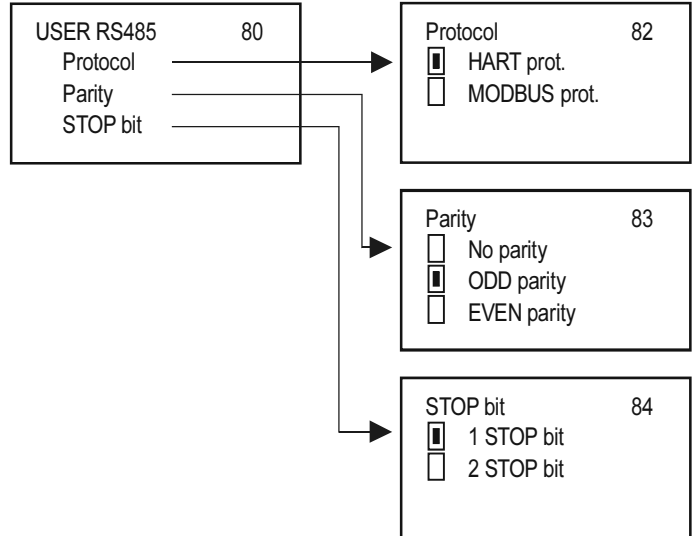 USER RS485 80
Protocol
Parity
STOP bit
Protocol 82
HART prot.
MODBUS prot.
Parity 83
No parity
ODD parity
EVEN parity
STOP bit 84
1 STOP bit
2 STOP bit